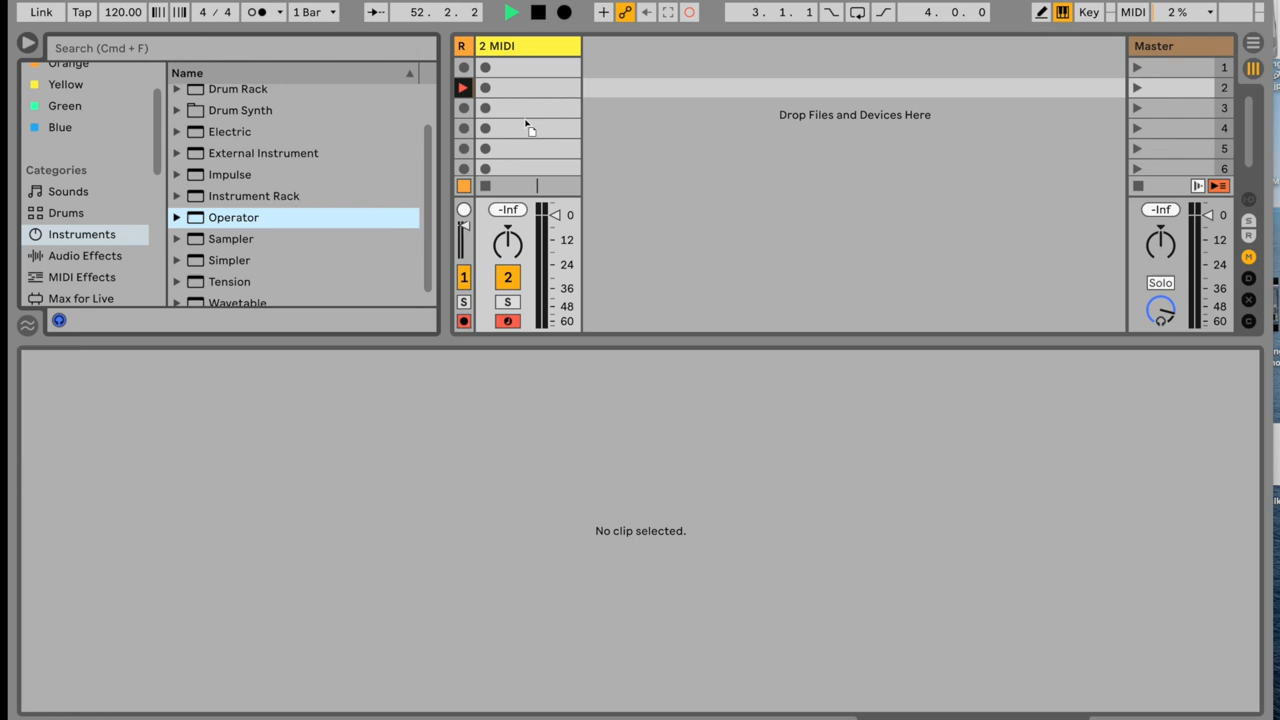 Link Tap 120.00 4 / 4 1 Bar 52 . 2 . 2 3 . 1 . 1 4 . 0 . 0 Key MIDI 2 %
Search (Cmd + F)
Orange
Yellow
Green
Blue
Categories
Sounds
Drums
Instruments
Audio Effects
MIDI Effects
Max for Live
Name
Drum Rack
Drum Synth
Electric
External Instrument
Impulse
Instrument Rack
Operator
Sampler
Simpler
Tension
Wavetable
R
2 MIDI
-Inf
0
12
24
36
48
60
1
2
S
S
Drop Files and Devices Here
Master
1
2
3
4
5
6
-Inf
0
12
24
36
48
60
Solo
S
R
M
D
X
C
No clip selected.